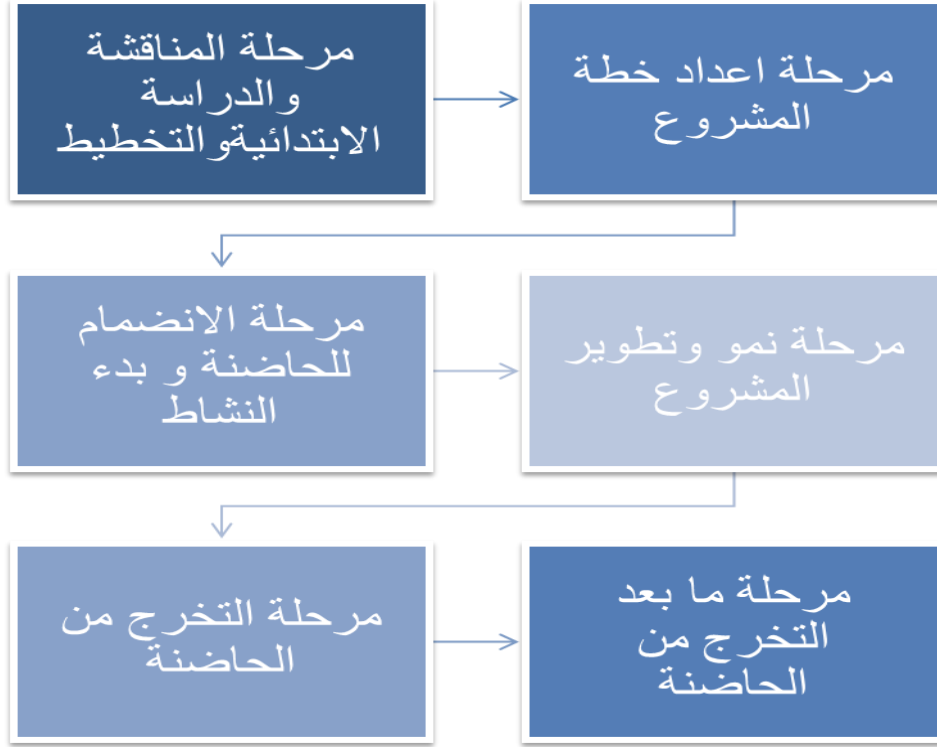 مرحلة المناقشة
والدراسة
الابتدائيةوالتخطيط
مرحلة اعداد خطة
المشروع
مرحلة الانضمام
للحاضنة و بدء
النشاط
مرحلة نمو وتطوير
المشروع
مرحلة التخرج من
الحاضنة
مرحلة ما بعد
التخرج من
الحاضنة